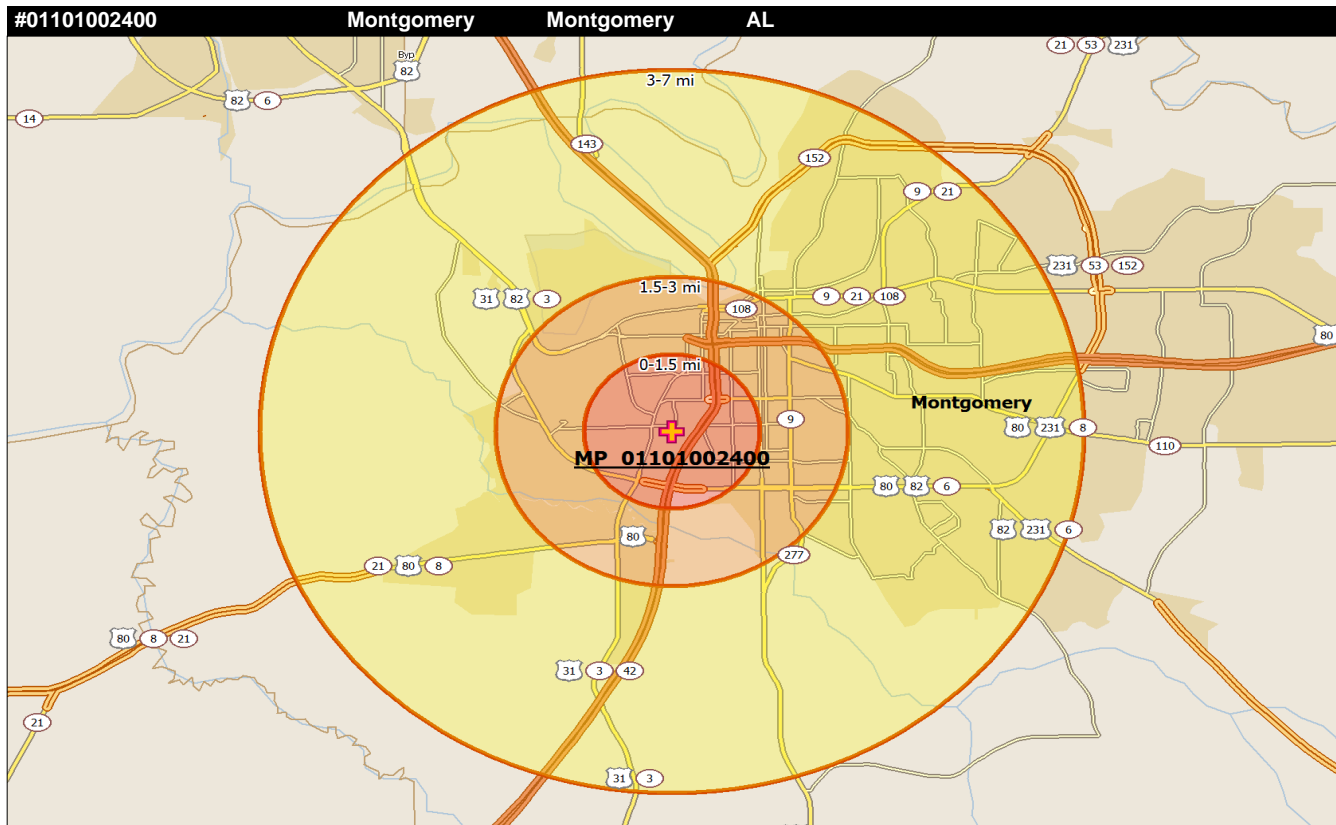 #01101002400 Montgomery Montgomery AL
21 53 231
Byp
82
3-7 mi
82 6
14
143
152
9 21
231 53 152
1.5-3 mi
31 82 3
9 21 108
108
80
0-1.5 mi
Montgomery
9
80 231 8
110
MP 01101002400
80 82 6
82 231 6
80
277
21 80 8
80 8 21
31 3 42
21
31 3